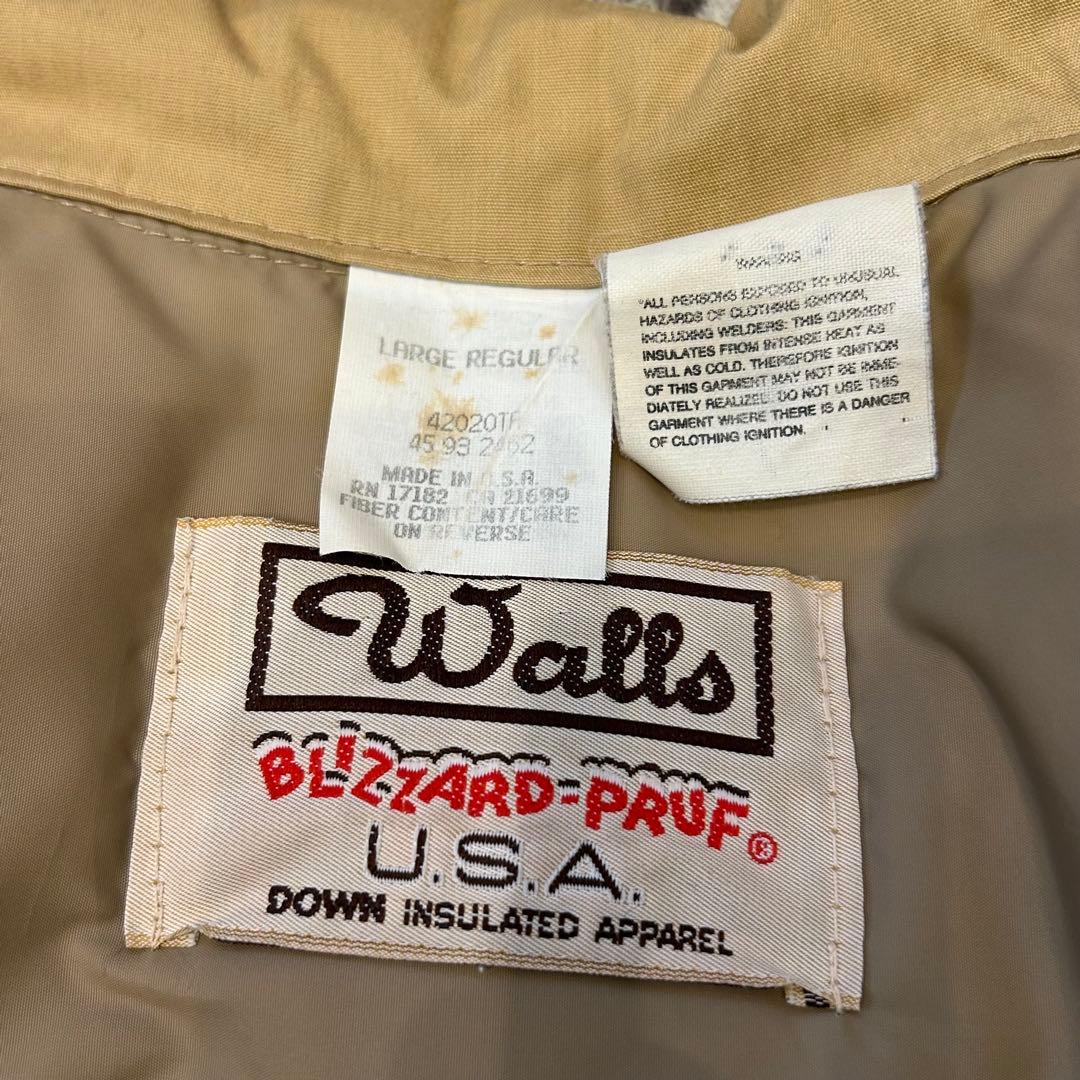 LARGE REGULAR
42020TR
45 93 2462
MADE IN U.S.A.
RN 17182 CA 21699
FIBER CONTENT/CARE
ON REVERSE
WARNING
"ALL PERSONS EXPOSED TO UNUSUAL
HAZARDS OF CLOTHING IGNITION,
INCLUDING WELDERS: THIS GARMENT
INSULATES FROM INTENSE HEAT AS
WELL AS COLD. THEREFORE IGNITION
OF THIS GARMENT MAY NOT BE IMME-
DIATELY REALIZED. DO NOT USE THIS
GARMENT WHERE THERE IS A DANGER
OF CLOTHING IGNITION.
Walls
BLIZZARD-PRUF®
U.S.A.
DOWN INSULATED APPAREL